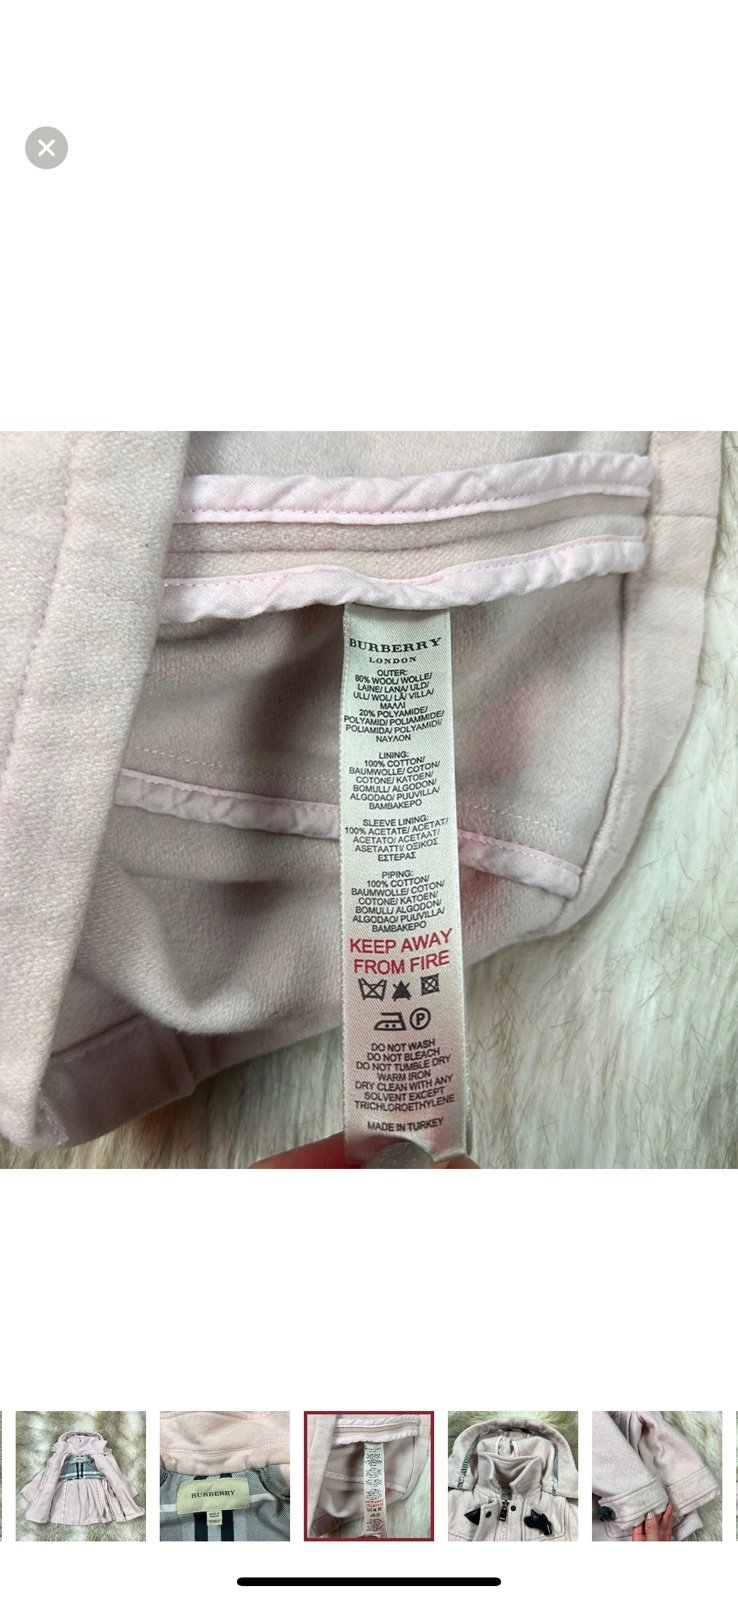 BURBERRY
LONDON
OUTER:
80% WOOL/ WOLLE/
LAINE/ LANA/ ULD/
ULL/ WOL/ LÃ/ VILLA/
ΜΑΛΛΙ
20% POLYAMIDE/
POLYAMID/ POLIAMMIDE/
POLIAMIDA/ POLYAMIDI/
ΝΑΥΛΟΝ
LINING:
100% COTTON/
BAUMWOLLE/ COTON/
COTONE/ KATOEN/
BOMULL/ ALGODON/
ALGODAO/ PUUVILLA/
ΒΑΜΒΑΚΕΡΟ
SLEEVE LINING:
100% ACETATE/ ACETAT/
ACETATO/ ACETAAT/
ASETAATTI/ ΟΞΙΚΟΣ
ΕΣΤΕΡΑΣ
PIPING:
100% COTTON/
BAUMWOLLE/ COTON/
COTONE/ KATOEN/
BOMULL/ ALGODON/
ALGODAO/ PUUVILLA/
ΒΑΜΒΑΚΕΡΟ
KEEP AWAY
FROM FIRE
P
DO NOT WASH
DO NOT BLEACH
DO NOT TUMBLE DRY
WARM IRON
DRY CLEAN WITH ANY
SOLVENT EXCEPT
TRICHLOROETHYLENE
MADE IN TURKEY
BURBERRY